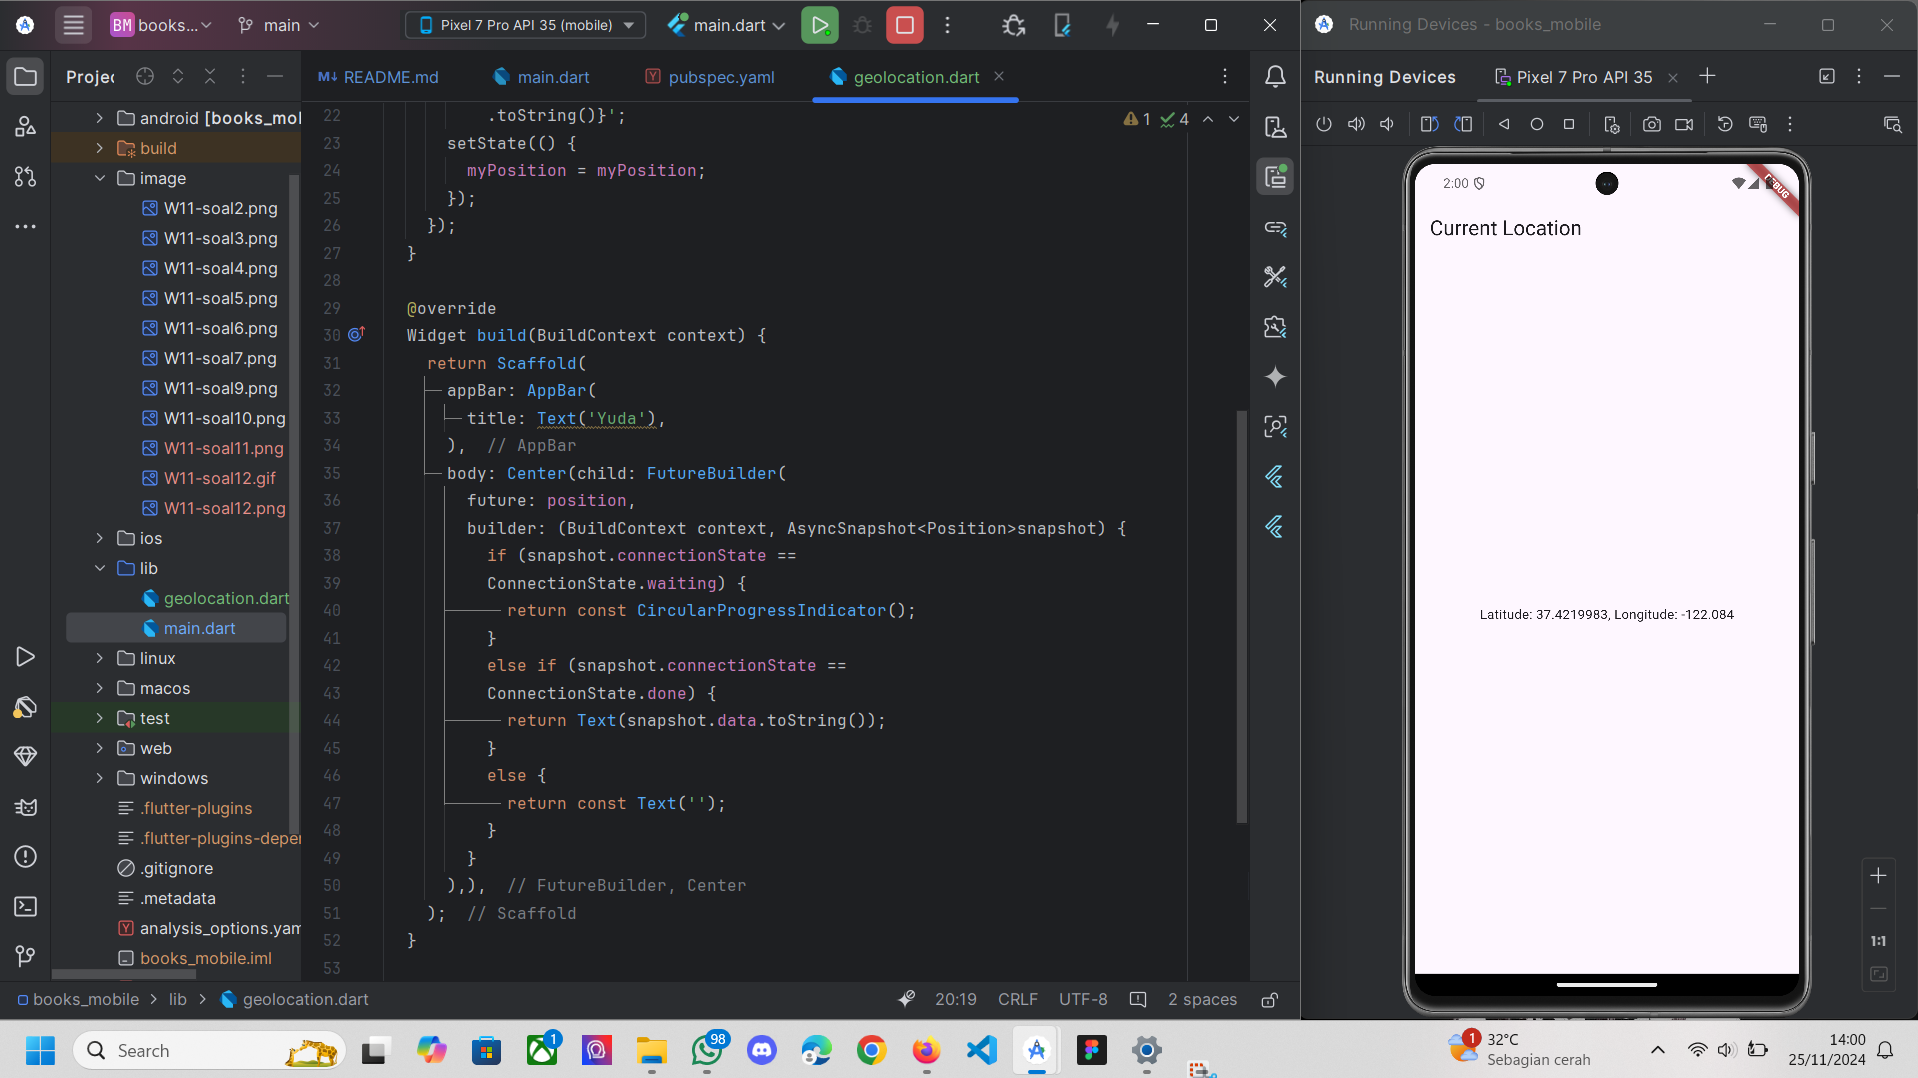 BM books...
main
Pixel 7 Pro API 35 (mobile)
main.dart
Running Devices - books_mobile
Projec
README.md
main.dart
pubspec.yaml
geolocation.dart
Running Devices
Pixel 7 Pro API 35
android [books_mol
build
image
W11-soal2.png
W11-soal3.png
W11-soal4.png
W11-soal5.png
W11-soal6.png
W11-soal7.png
W11-soal9.png
W11-soal10.png
W11-soal11.png
W11-soal12.gif
W11-soal12.png
ios
lib
geolocation.dart
main.dart
linux
macos
test
web
windows
.flutter-plugins
.flutter-plugins-deper
.gitignore
.metadata
analysis_options.yam
books_mobile.iml
1 4
22 .toString()}';
23 setState(() {
24 myPosition = myPosition;
25 });
26 });
27 }
28
29 @override
30 Widget build(BuildContext context) {
31 return Scaffold(
32 appBar: AppBar(
33 title: Text('Yuda'),
34 ), // AppBar
35 body: Center(child: FutureBuilder(
36 future: position,
37 builder: (BuildContext context, AsyncSnapshot<Position>snapshot) {
38 if (snapshot.connectionState ==
39 ConnectionState.waiting) {
40 return const CircularProgressIndicator();
41 }
42 else if (snapshot.connectionState ==
43 ConnectionState.done) {
44 return Text(snapshot.data.toString());
45 }
46 else {
47 return const Text('');
48 }
49 }
50 ),), // FutureBuilder, Center
51 ); // Scaffold
52 }
53
2:00
DEBUG
Current Location
Latitude: 37.4219983, Longitude: -122.084
1:1
books_mobile > lib > geolocation.dart
20:19 CRLF UTF-8 2 spaces
Search
1
98
1
32°C
Sebagian cerah
14:00
25/11/2024